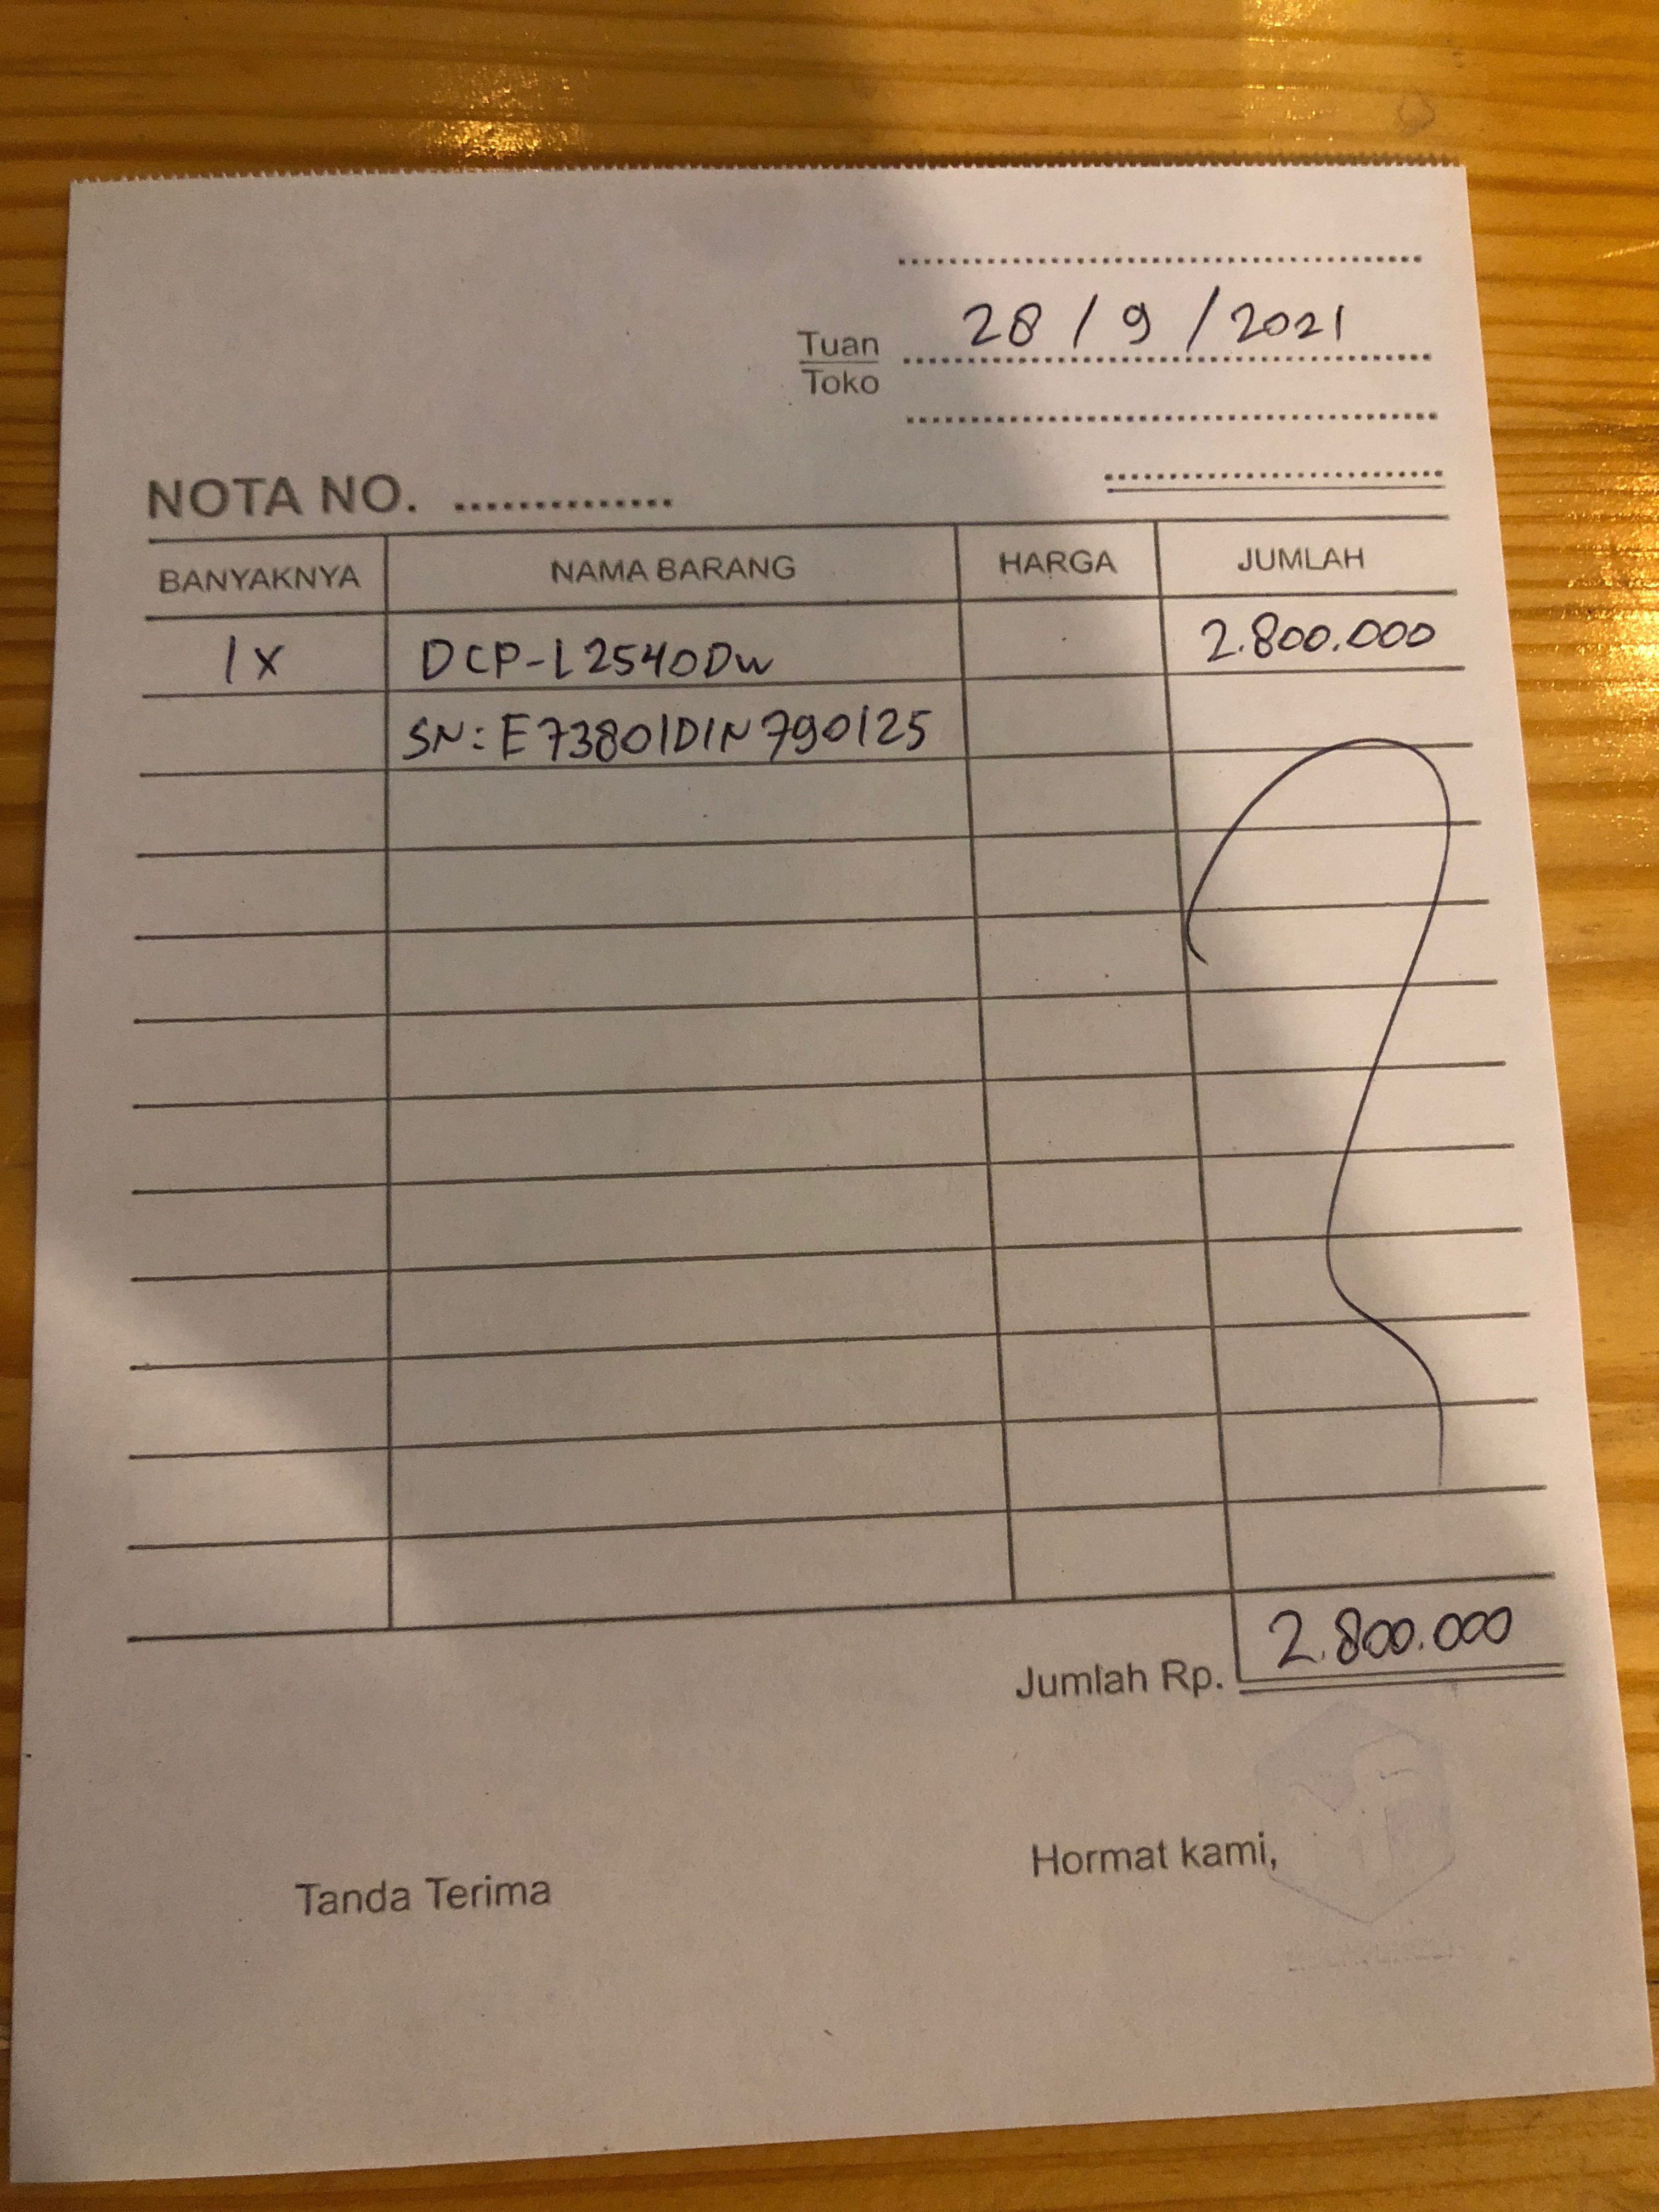 28/9/2021
Tuan
Toko
NOTA NO. ..............
BANYAKNYA NAMA BARANG HARGA JUMLAH
1x DCP-L2540DW 2.800.000
SN: E73801D1N790125
Jumlah Rp. 2.800.000
Tanda Terima Hormat kami,